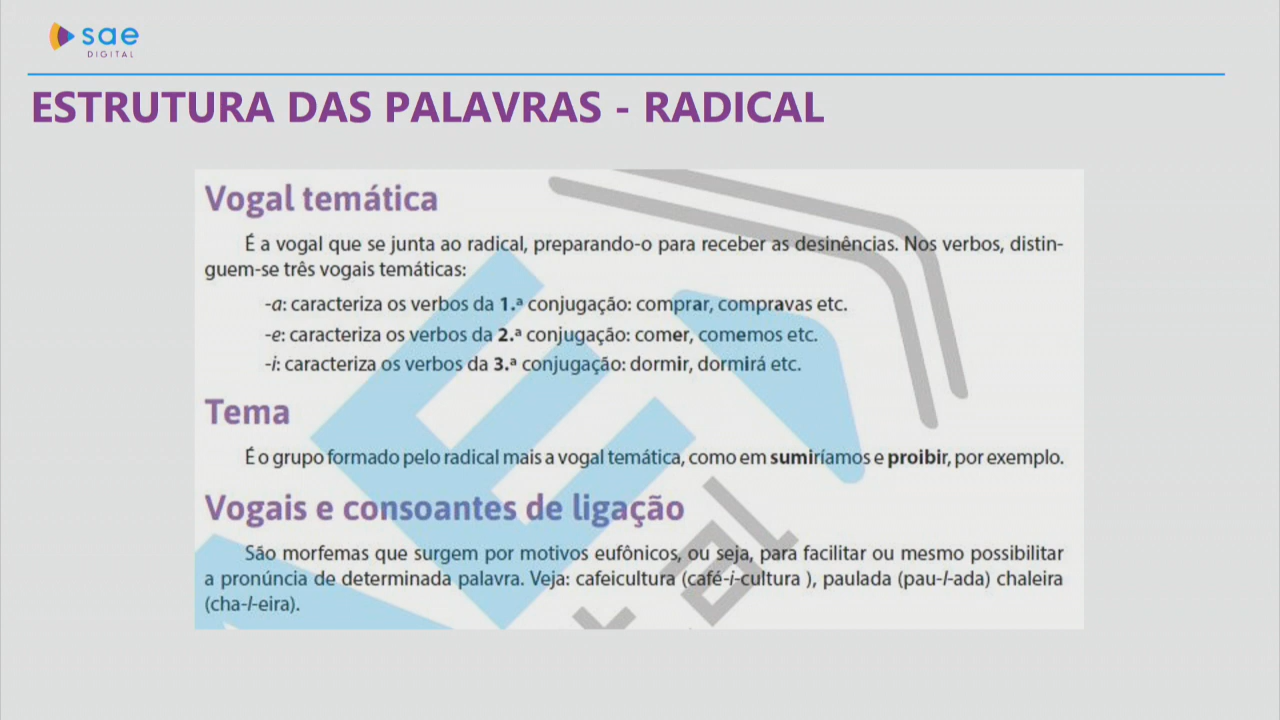 sae
DIGITAL
ESTRUTURA DAS PALAVRAS - RADICAL
Vogal temática
É a vogal que se junta ao radical, preparando-o para receber as desinências. Nos verbos, distin-
guem-se três vogais temáticas:
-a: caracteriza os verbos da 1.ª conjugação: comprar, compravas etc.
-e: caracteriza os verbos da 2.ª conjugação: comer, comemos etc.
-i: caracteriza os verbos da 3.ª conjugação: dormir, dormirá etc.
Tema
É o grupo formado pelo radical mais a vogal temática, como em sumiríamos e proibir, por exemplo.
Vogais e consoantes de ligação
São morfemas que surgem por motivos eufônicos, ou seja, para facilitar ou mesmo possibilitar
a pronúncia de determinada palavra. Veja: cafeicultura (café-i-cultura ), paulada (pau-l-ada) chaleira
(cha-l-eira).